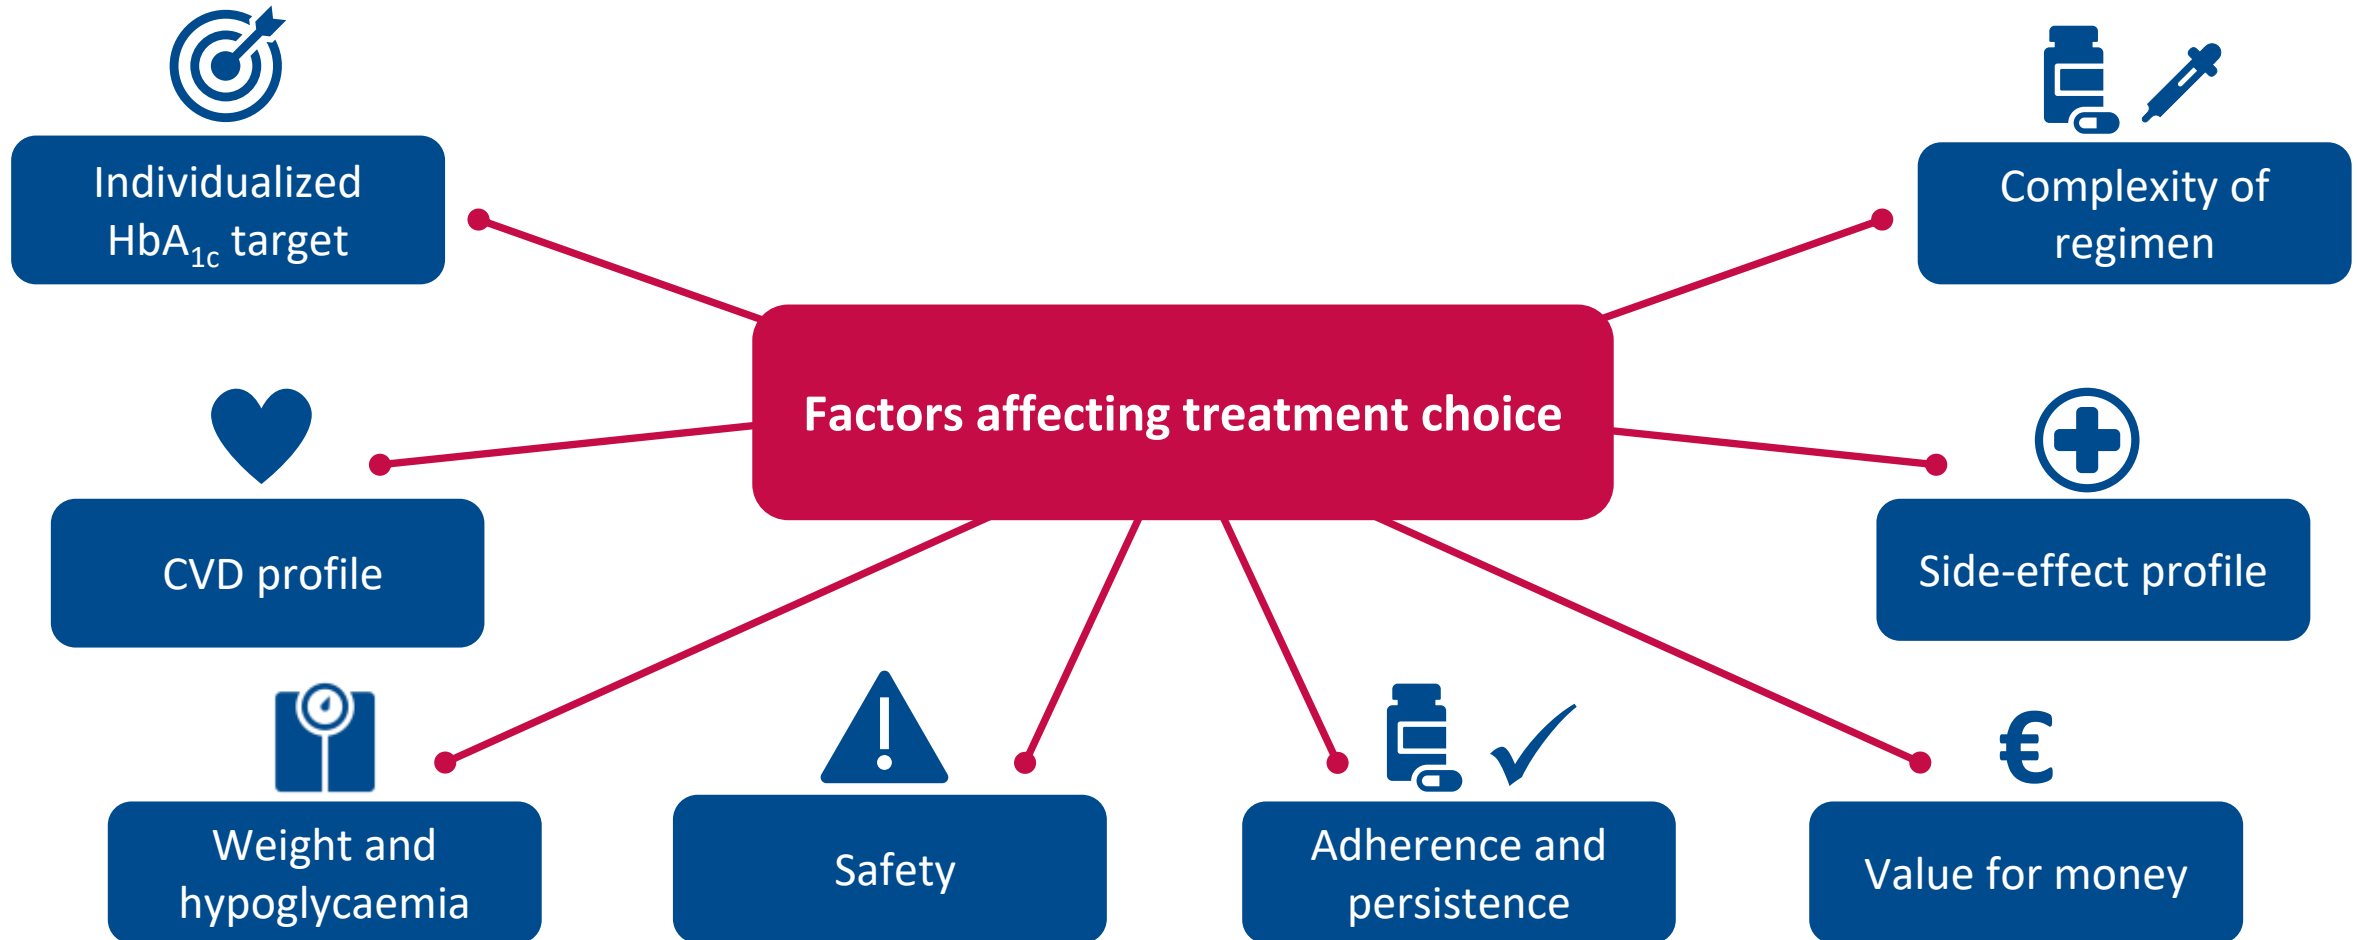 Individualized
HbA₁c target
Complexity of
regimen
Factors affecting treatment choice
CVD profile
Side-effect profile
Weight and
hypoglycaemia
Safety
Adherence and
persistence
€
Value for money